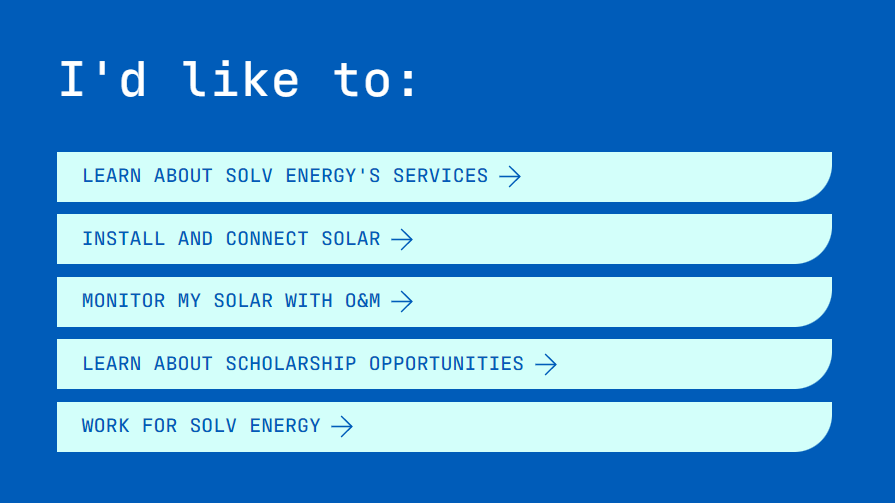 I'd like to:
LEARN ABOUT SOLV ENERGY'S SERVICES
INSTALL AND CONNECT SOLAR
MONITOR MY SOLAR WITH O&M
LEARN ABOUT SCHOLARSHIP OPPORTUNITIES
WORK FOR SOLV ENERGY